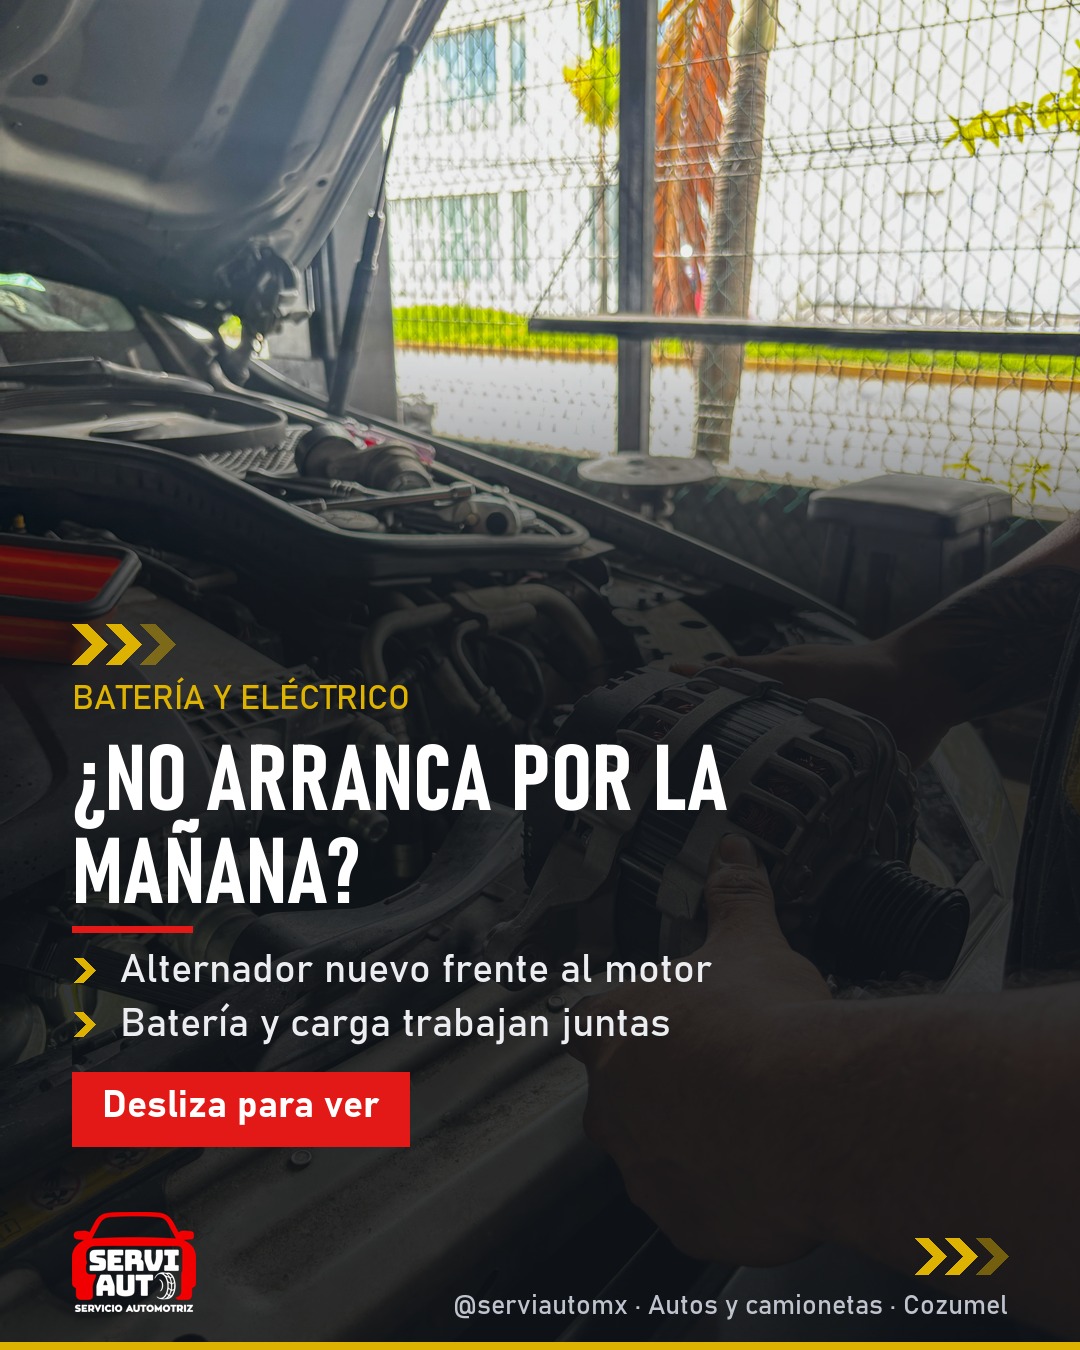 BATERÍA Y ELÉCTRICO
¿NO ARRANCA POR LA
MAÑANA?
Alternador nuevo frente al motor
Batería y carga trabajan juntas
Desliza para ver
SERVI
AUTO
SERVICIO AUTOMOTRIZ
@serviautomx · Autos y camionetas · Cozumel